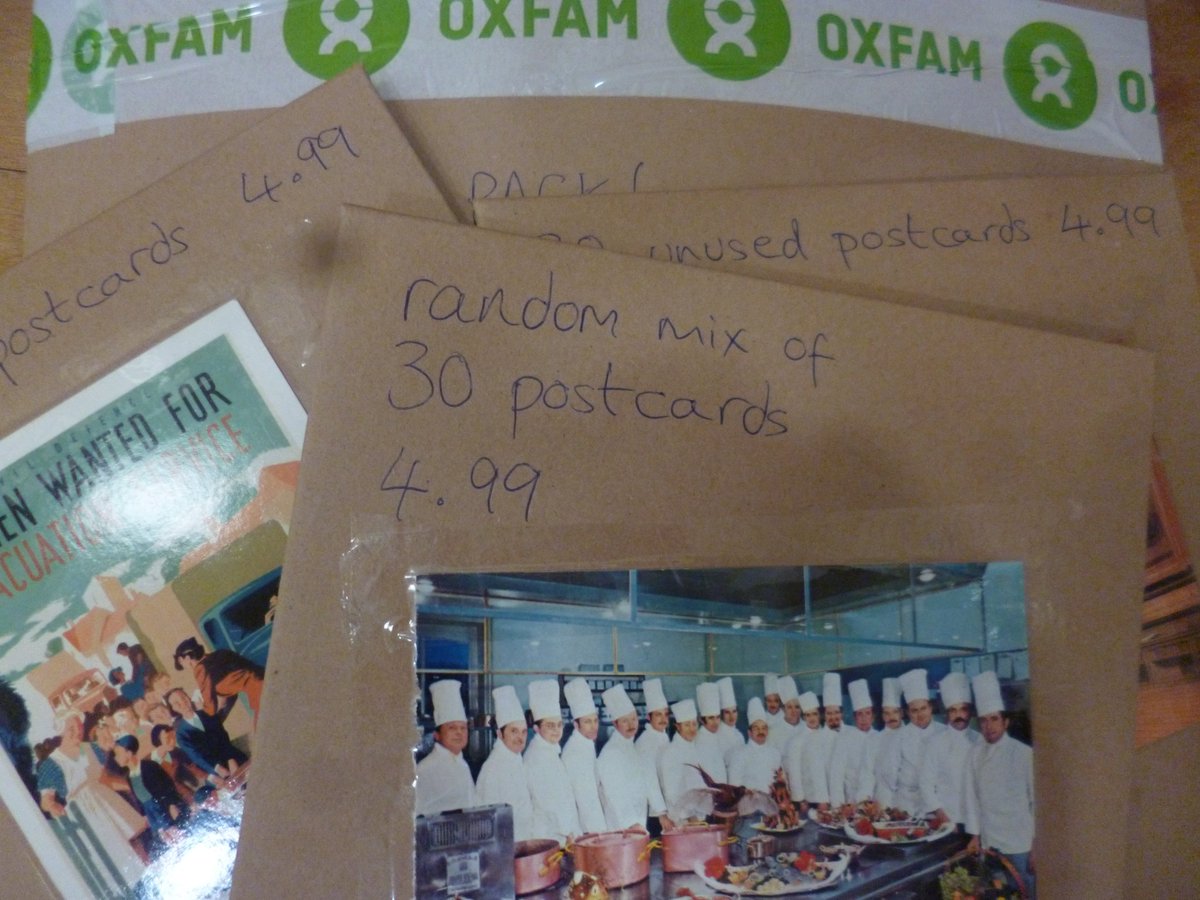 OXFAM OXFAM OXFAM
4.99
postcards
PACK!
unused postcards 4.99
random mix of
30 postcards
4.99
WANTED FOR